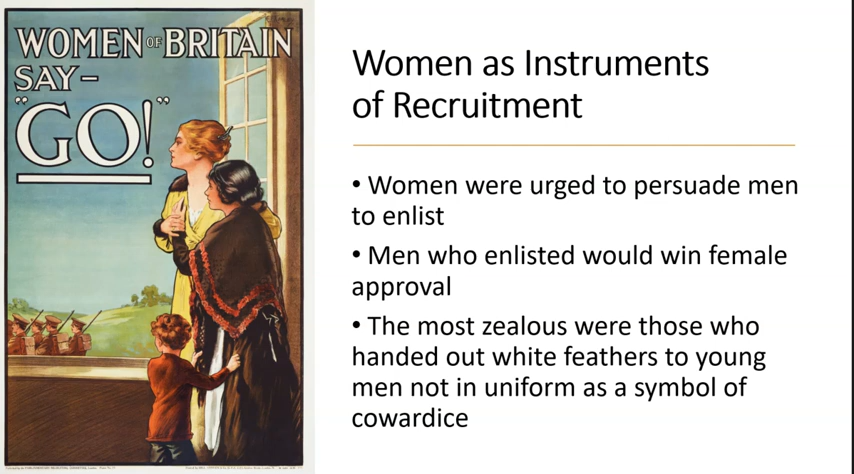 WOMEN OF BRITAIN
SAY-
"GO!"
Women as Instruments
of Recruitment
• Women were urged to persuade men
to enlist
• Men who enlisted would win female
approval
• The most zealous were those who
handed out white feathers to young
men not in uniform as a symbol of
cowardice